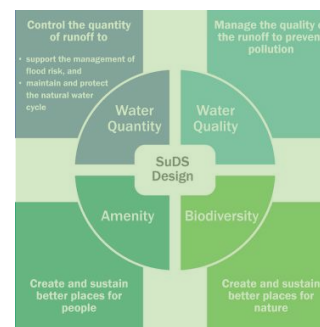 Control the quantity
of runoff to
• support the management of
flood risk, and
• maintain and protect
the natural water
cycle
Manage the quality
the runoff to preven
pollution
Water
Quantity
Water
Quality
SuDS
Design
Amenity
Biodiversity
Create and sustain
better places for
people
Create and sustain
better places for
nature